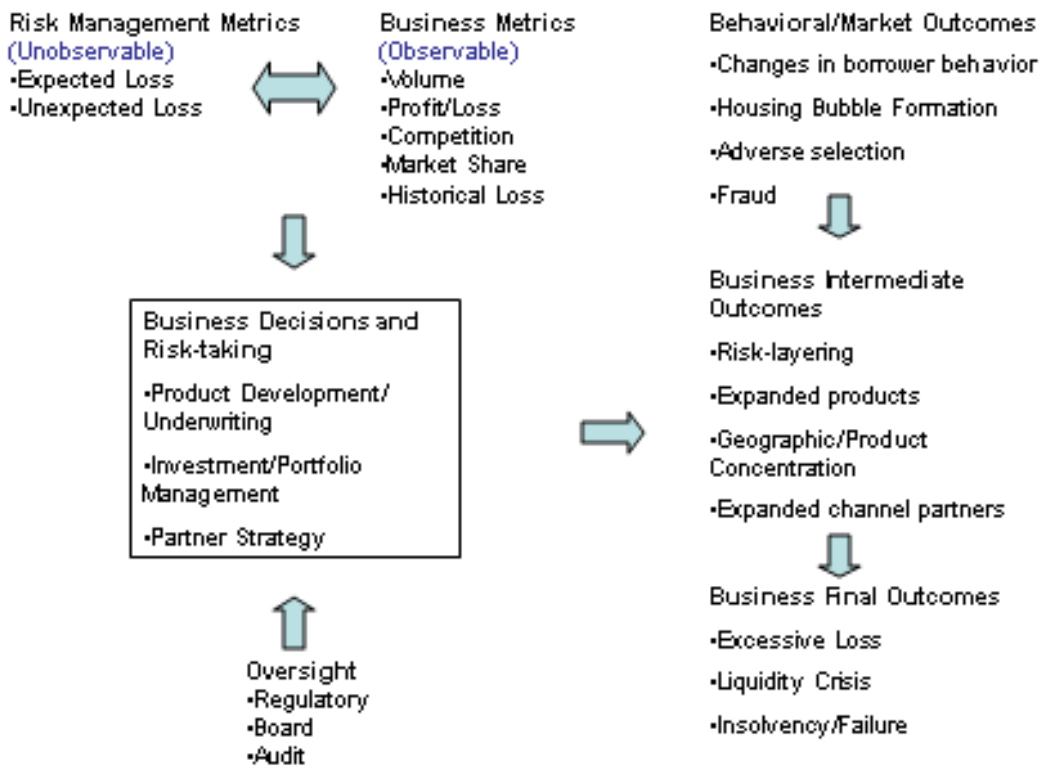 Risk Management Metrics
(Unobservable)
•Expected Loss
•Unexpected Loss
Business Metrics
(Observable)
•Volume
•Profit/Loss
•Competition
•Market Share
•Historical Loss
Business Decisions and
Risk-taking
•Product Development/
Underwriting
•Investment/Portfolio
Management
•Partner Strategy
Oversight
•Regulatory
•Board
•Audit
Behavioral/Market Outcomes
•Changes in borrower behavior
•Housing Bubble Formation
•Adverse selection
•Fraud
Business Intermediate
Outcomes
•Risk-layering
•Expanded products
•Geographic/Product
Concentration
•Expanded channel partners
Business Final Outcomes
•Excessive Loss
•Liquidity Crisis
•Insolvency/Failure